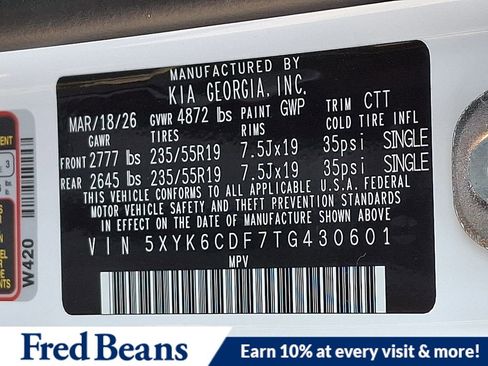 MANUFACTURED BY
KIA GEORGIA, INC.
MAR/18/26 GVWR 4872 lbs PAINT GWP TRIM CTT
GAWR TIRES RIMS COLD TIRE INFL
FRONT 2777 lbs 235/55R19 7.5Jx19 35psi SINGLE
REAR 2645 lbs 235/55R19 7.5Jx19 35psi SINGLE
THIS VEHICLE CONFORMS TO ALL APPLICABLE U.S.A. FEDERAL
MOTOR VEHICLE SAFETY, BUMPER, AND THEFT PREVENTION
STANDARDS IN EFFECT ON THE DATE OF MANUFACTURE SHOWN ABOVE
VIN 5XYK6CDF7TG430601
MPV
W420
3
lbs
Fred Beans
Earn 10% at every visit & more!